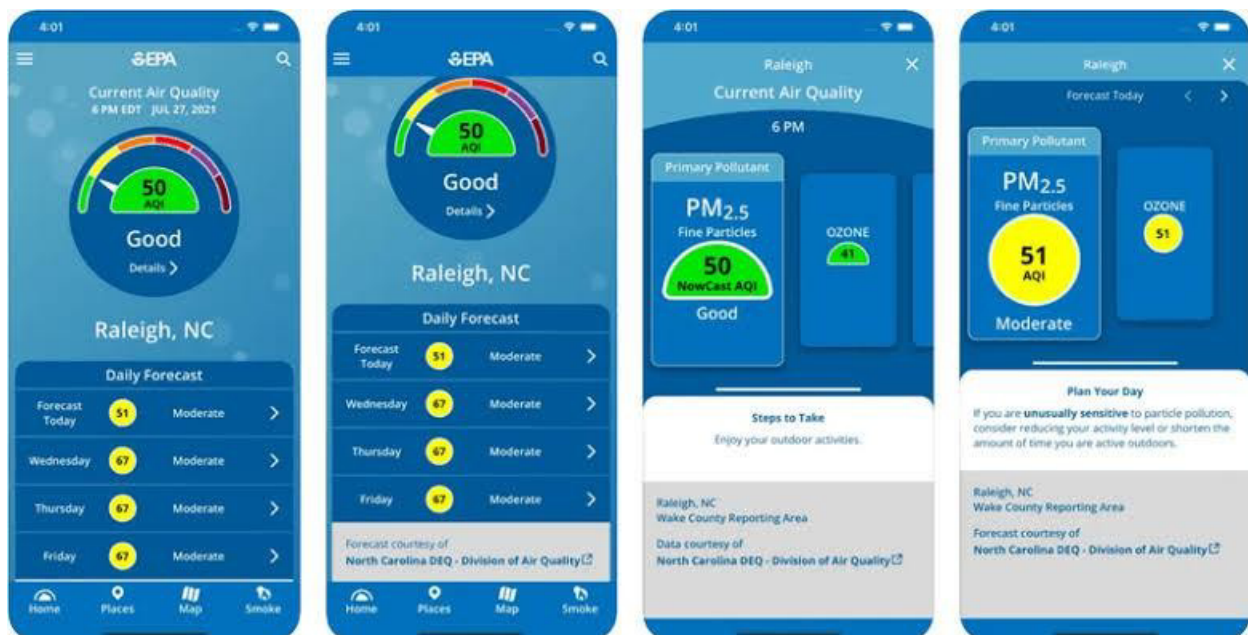 4:01
EPA
Current Air Quality
6 PM EDT JUL 27, 2021
50
AQI
Good
Details >
Raleigh, NC
Daily Forecast
Forecast Today 51 Moderate >
Wednesday 67 Moderate >
Thursday 67 Moderate >
Friday 67 Moderate >
Home Places Map Smoke
4:01
EPA
50
AQI
Good
Details >
Raleigh, NC
Daily Forecast
Forecast Today 51 Moderate >
Wednesday 67 Moderate >
Thursday 67 Moderate >
Friday 67 Moderate >
Forecast courtesy of
North Carolina DEQ - Division of Air Quality
Home Places Map Smoke
4:01
Raleigh
Current Air Quality
6 PM
Primary Pollutant
PM2.5
Fine Particles
50
NowCast AQI
Good
OZONE
41
Steps to Take
Enjoy your outdoor activities.
Raleigh, NC
Wake County Reporting Area
Data courtesy of
North Carolina DEQ - Division of Air Quality
4:01
Raleigh
Forecast Today < >
Primary Pollutant
PM2.5
Fine Particles
51
AQI
Moderate
OZONE
51
Plan Your Day
If you are unusually sensitive to particle pollution,
consider reducing your activity level or shorten the
amount of time you are active outdoors.
Raleigh, NC
Wake County Reporting Area
Forecast courtesy of
North Carolina DEQ - Division of Air Quality